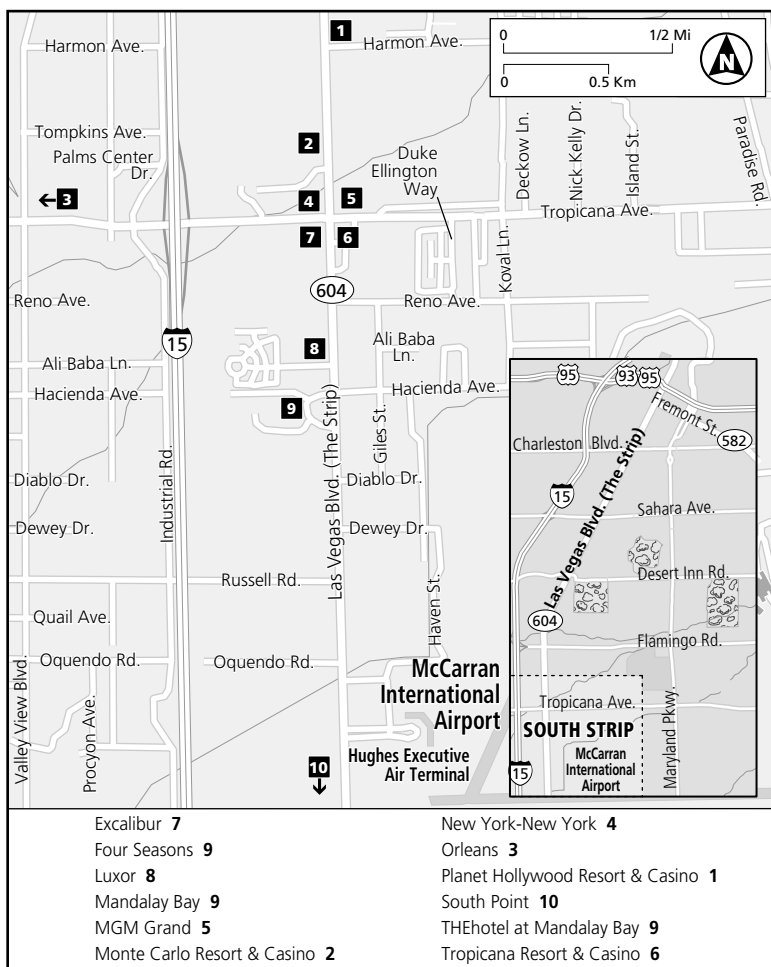 1
Harmon Ave.
Harmon Ave.
0
1/2 Mi
0
0.5 Km
N
Tompkins Ave.
Palms Center
Dr.
2
Duke
Ellington
Way
Deckow Ln.
Nick Kelly Dr.
Island St.
Paradise Rd.
3
4
5
Tropicana Ave.
7
6
Koval Ln.
604
Reno Ave.
Reno Ave.
15
8
Ali Baba
Ln.
Ali Baba Ln.
Hacienda Ave.
Hacienda Ave.
9
Industrial Rd.
Las Vegas Blvd. (The Strip)
Giles St.
Diablo Dr.
Diablo Dr.
Dewey Dr.
Dewey Dr.
Russell Rd.
Haven St.
Quail Ave.
Oquendo Rd.
Oquendo Rd.
Valley View Blvd.
Procyon Ave.
McCarran
International
Airport
Hughes Executive
Air Terminal
10
95
93
95
Fremont St.
582
Charleston Blvd.
Las Vegas Blvd. (The Strip)
15
Sahara Ave.
Desert Inn Rd.
604
Flamingo Rd.
Tropicana Ave.
SOUTH STRIP
McCarran
International
Airport
Maryland Pkwy.
15
Excalibur 7
Four Seasons 9
Luxor 8
Mandalay Bay 9
MGM Grand 5
Monte Carlo Resort & Casino 2
New York-New York 4
Orleans 3
Planet Hollywood Resort & Casino 1
South Point 10
THEhotel at Mandalay Bay 9
Tropicana Resort & Casino 6